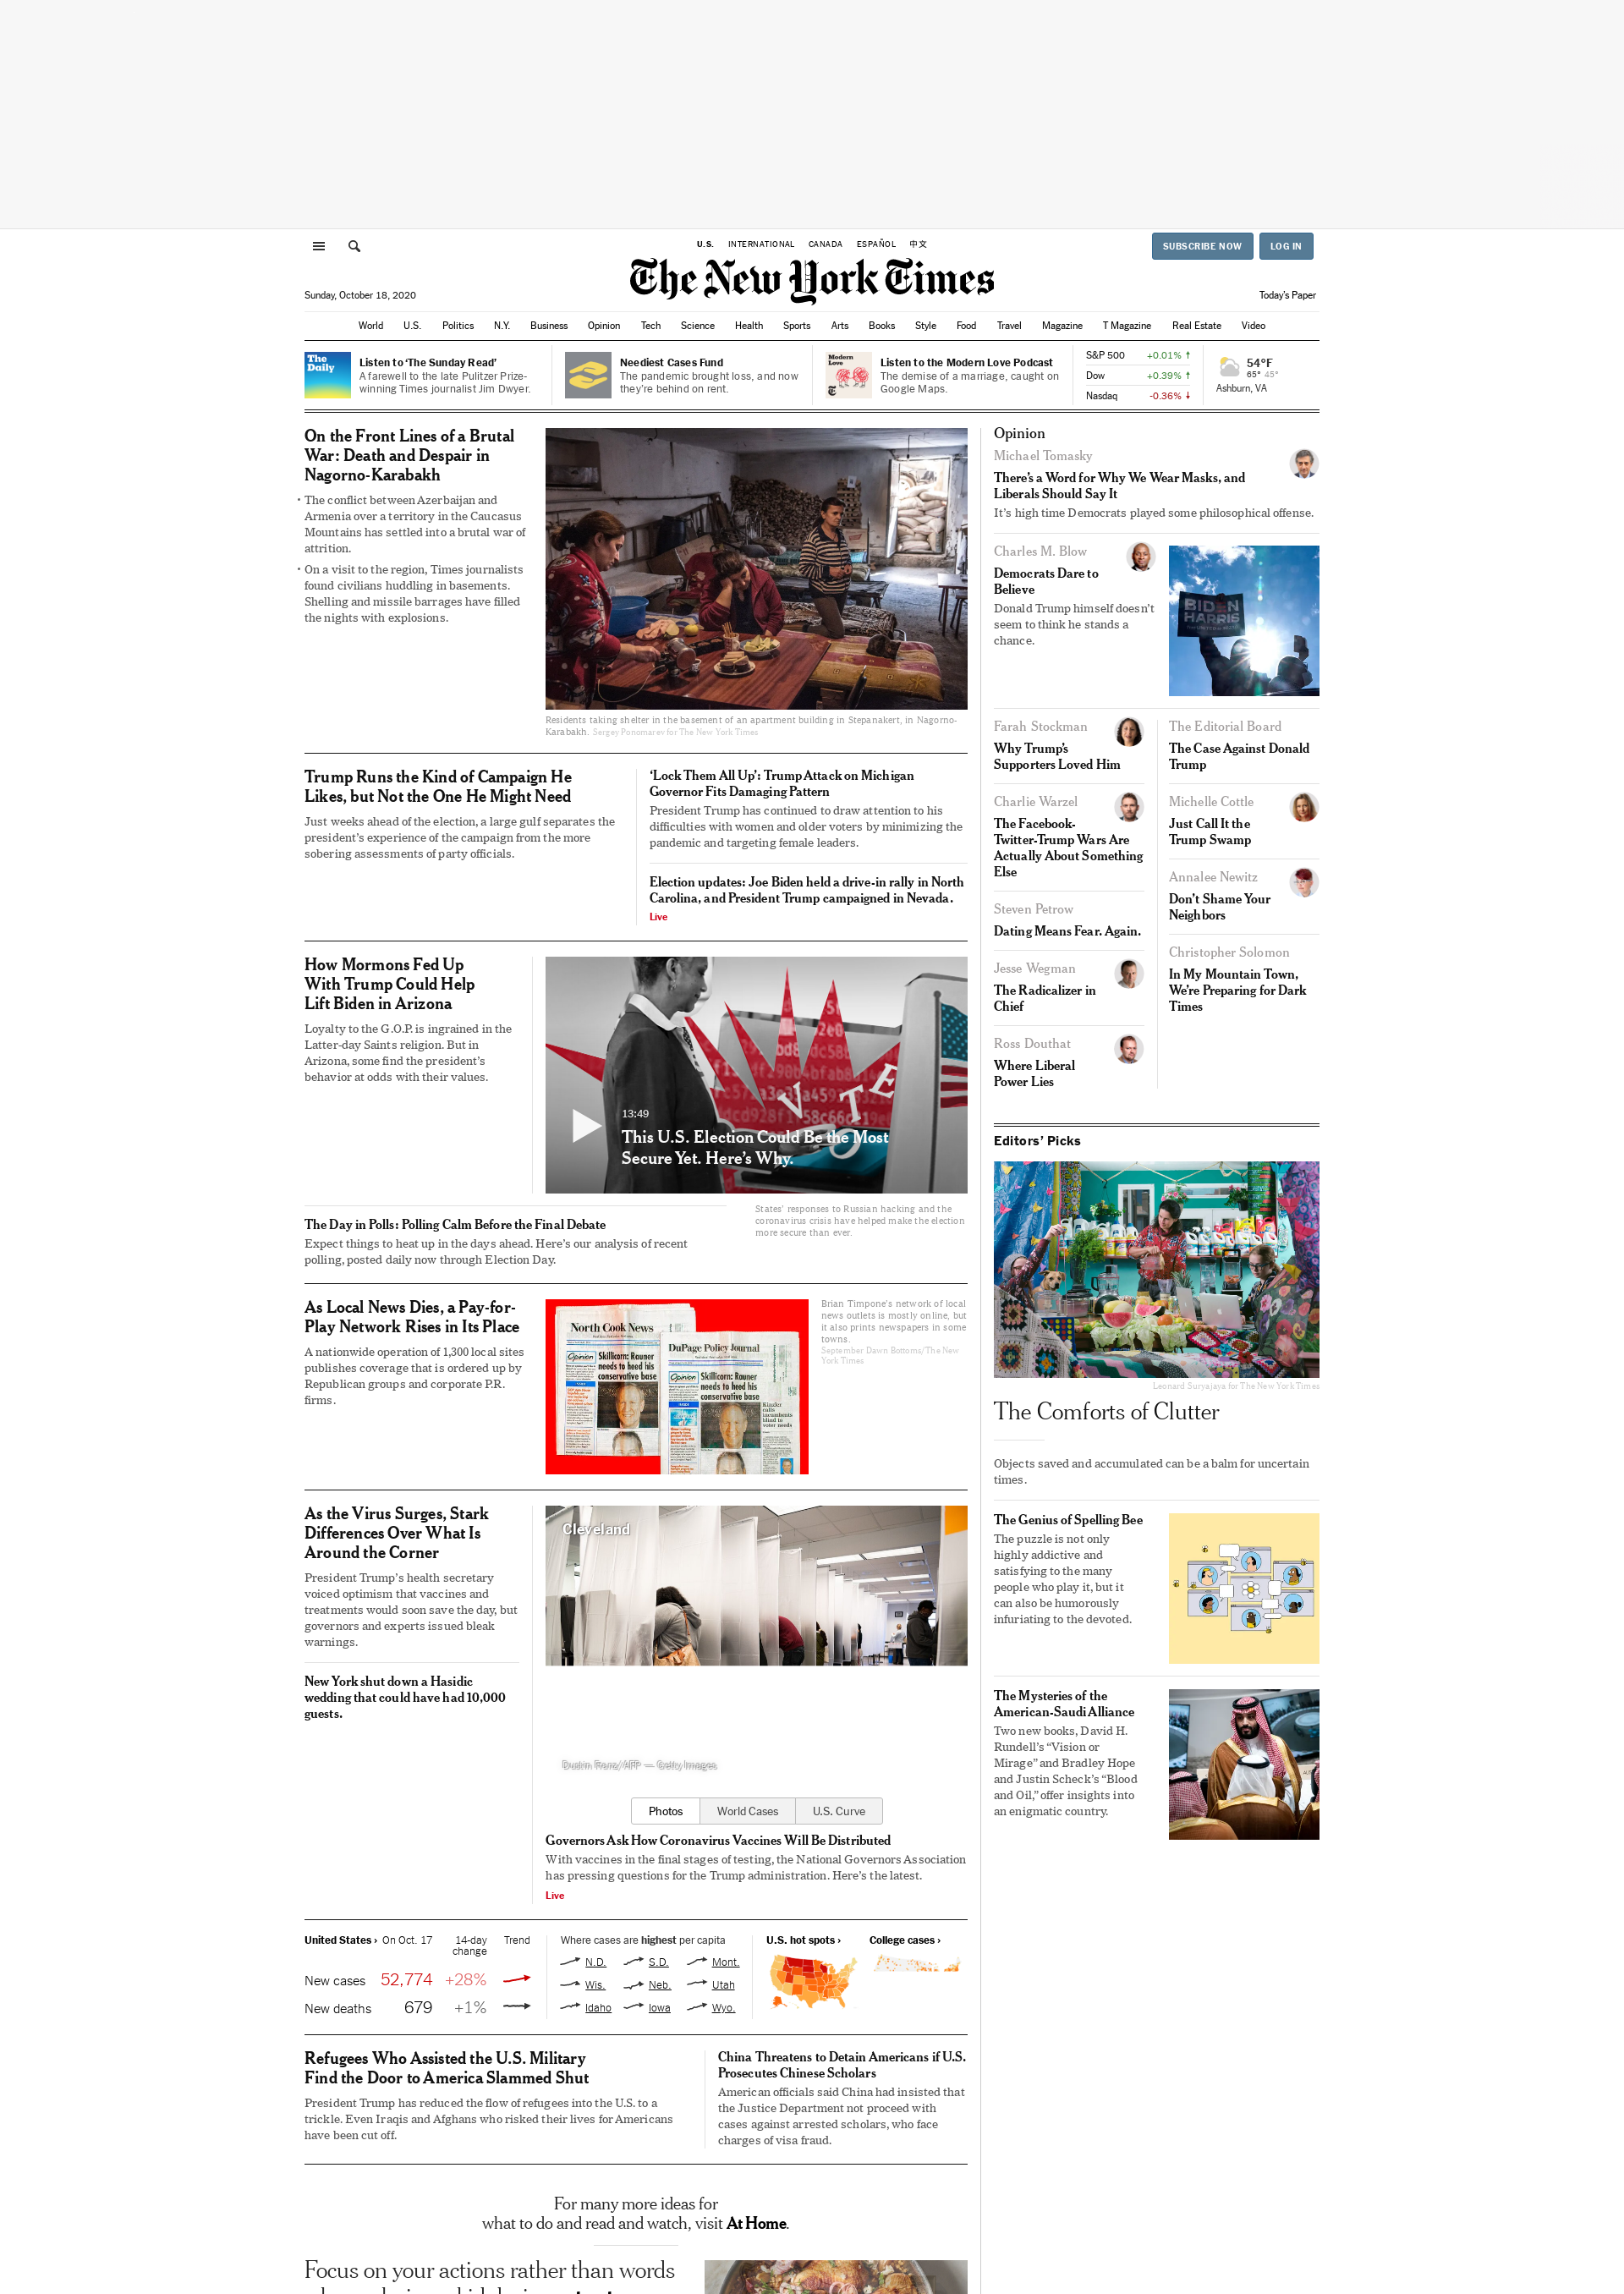 U.S. INTERNATIONAL CANADA ESPAÑOL 中文
SUBSCRIBE NOW LOG IN
The New York Times
Sunday, October 18, 2020
Today's Paper
World U.S. Politics N.Y. Business Opinion Tech Science Health Sports Arts Books Style Food Travel Magazine T Magazine Real Estate Video
The Daily
Listen to ‘The Sunday Read’
A farewell to the late Pulitzer Prize-
winning Times journalist Jim Dwyer.
Neediest Cases Fund
The pandemic brought loss, and now
they're behind on rent.
Modern Love
Listen to the Modern Love Podcast
The demise of a marriage, caught on
Google Maps.
S&P 500 +0.01%
Dow +0.39%
Nasdaq -0.36%
54°F
65° 45°
Ashburn, VA
On the Front Lines of a Brutal
War: Death and Despair in
Nagorno-Karabakh
• The conflict between Azerbaijan and
Armenia over a territory in the Caucasus
Mountains has settled into a brutal war of
attrition.
• On a visit to the region, Times journalists
found civilians huddling in basements.
Shelling and missile barrages have filled
the nights with explosions.
Residents taking shelter in the basement of an apartment building in Stepanakert, in Nagorno-
Karabakh. Sergey Ponomarev for The New York Times
Trump Runs the Kind of Campaign He
Likes, but Not the One He Might Need
Just weeks ahead of the election, a large gulf separates the
president's experience of the campaign from the more
sobering assessments of party officials.
‘Lock Them All Up’: Trump Attack on Michigan
Governor Fits Damaging Pattern
President Trump has continued to draw attention to his
difficulties with women and older voters by minimizing the
pandemic and targeting female leaders.
Election updates: Joe Biden held a drive-in rally in North
Carolina, and President Trump campaigned in Nevada.
Live
How Mormons Fed Up
With Trump Could Help
Lift Biden in Arizona
Loyalty to the G.O.P. is ingrained in the
Latter-day Saints religion. But in
Arizona, some find the president's
behavior at odds with their values.
VOTE
13:49
This U.S. Election Could Be the Most
Secure Yet. Here's Why.
States' responses to Russian hacking and the
coronavirus crisis have helped make the election
more secure than ever.
The Day in Polls: Polling Calm Before the Final Debate
Expect things to heat up in the days ahead. Here's our analysis of recent
polling, posted daily now through Election Day.
As Local News Dies, a Pay-for-
Play Network Rises in Its Place
A nationwide operation of 1,300 local sites
publishes coverage that is ordered up by
Republican groups and corporate P.R.
firms.
North Cook News
Opinion
Skillicorn: Rauner
needs to heed his
conservative base
DuPage Policy Journal
Opinion
Skillicorn: Rauner
needs to heed his
conservative base
Brian Timpone's network of local
news outlets is mostly online, but
it also prints newspapers in some
towns.
September Dawn Bottoms/The New
York Times
As the Virus Surges, Stark
Differences Over What Is
Around the Corner
President Trump's health secretary
voiced optimism that vaccines and
treatments would soon save the day, but
governors and experts issued bleak
warnings.
New York shut down a Hasidic
wedding that could have had 10,000
guests.
Cleveland
Dustin Franz/AFP — Getty Images
Photos World Cases U.S. Curve
Governors Ask How Coronavirus Vaccines Will Be Distributed
With vaccines in the final stages of testing, the National Governors Association
has pressing questions for the Trump administration. Here's the latest.
Live
United States › On Oct. 17 14-day change Trend
New cases 52,774 +28%
New deaths 679 +1%
Where cases are highest per capita
N.D. S.D. Mont.
Wis. Neb. Utah
Idaho Iowa Wyo.
U.S. hot spots ›
College cases ›
Refugees Who Assisted the U.S. Military
Find the Door to America Slammed Shut
President Trump has reduced the flow of refugees into the U.S. to a
trickle. Even Iraqis and Afghans who risked their lives for Americans
have been cut off.
China Threatens to Detain Americans if U.S.
Prosecutes Chinese Scholars
American officials said China had insisted that
the Justice Department not proceed with
cases against arrested scholars, who face
charges of visa fraud.
For many more ideas for
what to do and read and watch, visit At Home.
Focus on your actions rather than words
Opinion
Michael Tomasky
There's a Word for Why We Wear Masks, and
Liberals Should Say It
It's high time Democrats played some philosophical offense.
Charles M. Blow
Democrats Dare to
Believe
Donald Trump himself doesn't
seem to think he stands a
chance.
BIDEN
HARRIS
Farah Stockman
Why Trump's
Supporters Loved Him
Charlie Warzel
The Facebook-
Twitter-Trump Wars Are
Actually About Something
Else
Steven Petrow
Dating Means Fear. Again.
Jesse Wegman
The Radicalizer in
Chief
Ross Douthat
Where Liberal
Power Lies
The Editorial Board
The Case Against Donald
Trump
Michelle Cottle
Just Call It the
Trump Swamp
Annalee Newitz
Don't Shame Your
Neighbors
Christopher Solomon
In My Mountain Town,
We're Preparing for Dark
Times
Editors' Picks
Leonard Suryajaya for The New York Times
The Comforts of Clutter
Objects saved and accumulated can be a balm for uncertain
times.
The Genius of Spelling Bee
The puzzle is not only
highly addictive and
satisfying to the many
people who play it, but it
can also be humorously
infuriating to the devoted.
The Mysteries of the
American-Saudi Alliance
Two new books, David H.
Rundell's “Vision or
Mirage” and Bradley Hope
and Justin Scheck's “Blood
and Oil,” offer insights into
an enigmatic country.